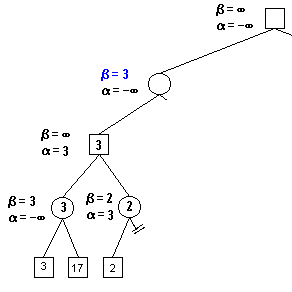 β = ∞
α = -∞
β = 3
α = -∞
β = ∞
α = 3
3
β = 3
α = -∞
3
β = 2
α = 3
2
3
17
2